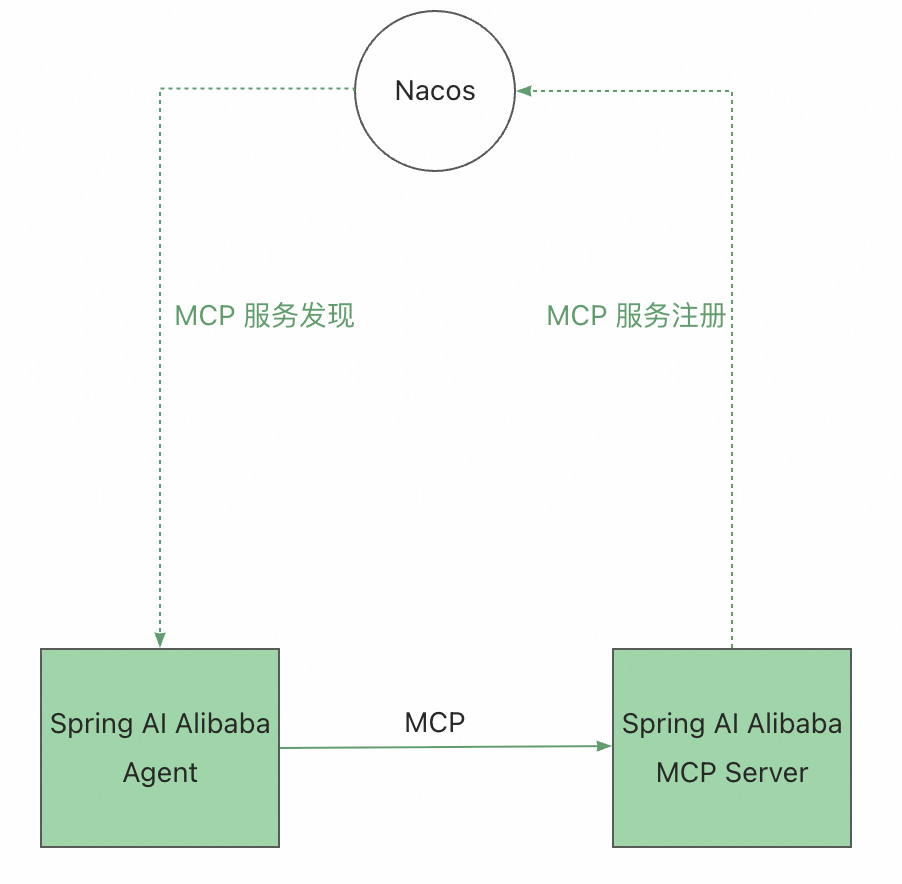 Nacos
MCP 服务发现
MCP 服务注册
Spring AI Alibaba
Agent
MCP
Spring AI Alibaba
MCP Server